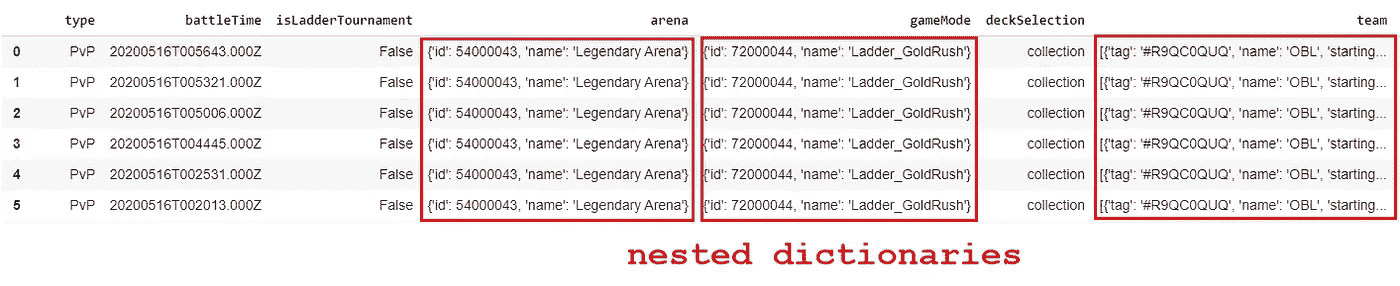 type battleTime isLadderTournament arena gameMode deckSelection team
0 PvP 20200516T005643.000Z False {'id': 54000043, 'name': 'Legendary Arena'} {'id': 72000044, 'name': 'Ladder_GoldRush'} collection [{'tag': '#R9QC0QUQ', 'name': 'OBL', 'starting...
1 PvP 20200516T005321.000Z False {'id': 54000043, 'name': 'Legendary Arena'} {'id': 72000044, 'name': 'Ladder_GoldRush'} collection [{'tag': '#R9QC0QUQ', 'name': 'OBL', 'starting...
2 PvP 20200516T005006.000Z False {'id': 54000043, 'name': 'Legendary Arena'} {'id': 72000044, 'name': 'Ladder_GoldRush'} collection [{'tag': '#R9QC0QUQ', 'name': 'OBL', 'starting...
3 PvP 20200516T004445.000Z False {'id': 54000043, 'name': 'Legendary Arena'} {'id': 72000044, 'name': 'Ladder_GoldRush'} collection [{'tag': '#R9QC0QUQ', 'name': 'OBL', 'starting...
4 PvP 20200516T002531.000Z False {'id': 54000043, 'name': 'Legendary Arena'} {'id': 72000044, 'name': 'Ladder_GoldRush'} collection [{'tag': '#R9QC0QUQ', 'name': 'OBL', 'starting...
5 PvP 20200516T002013.000Z False {'id': 54000043, 'name': 'Legendary Arena'} {'id': 72000044, 'name': 'Ladder_GoldRush'} collection [{'tag': '#R9QC0QUQ', 'name': 'OBL', 'starting...
nested dictionaries